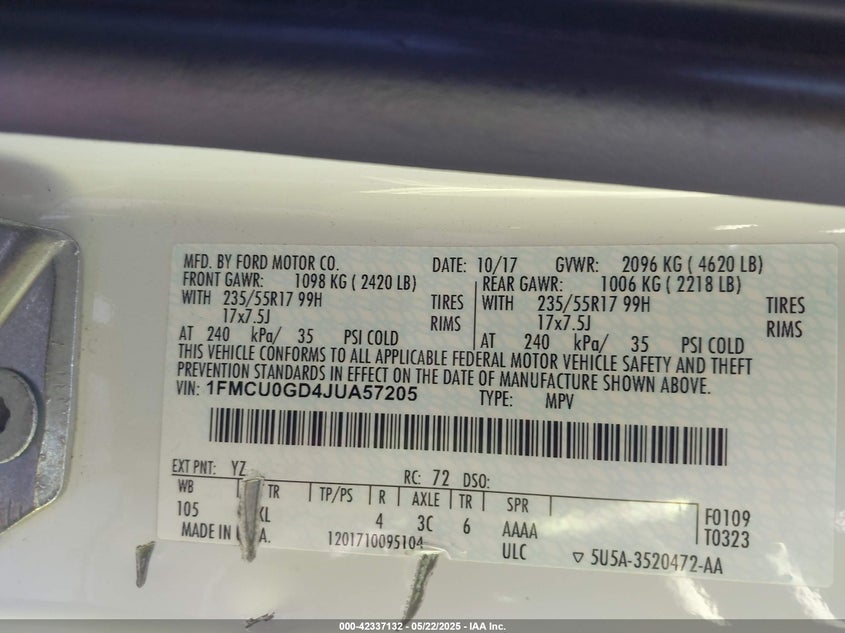 MFD. BY FORD MOTOR CO. DATE: 10/17 GVWR: 2096 KG ( 4620 LB)
FRONT GAWR: 1098 KG ( 2420 LB) REAR GAWR: 1006 KG ( 2218 LB)
WITH 235/55R17 99H TIRES WITH 235/55R17 99H TIRES
17x7.5J RIMS 17x7.5J RIMS
AT 240 kPa/ 35 PSI COLD AT 240 kPa/ 35 PSI COLD
THIS VEHICLE CONFORMS TO ALL APPLICABLE FEDERAL MOTOR VEHICLE SAFETY AND THEFT
PREVENTION STANDARDS IN EFFECT ON THE DATE OF MANUFACTURE SHOWN ABOVE.
VIN: 1FMCU0GD4JUA57205 TYPE: MPV
EXT PNT: YZ RC: 72 DSO:
WB TR TP/PS R AXLE TR SPR
105 KL 4 3C 6 AAAA F0109
MADE IN 1201710095104 ULC T0323
5U5A-3520472-AA
000-42337132 - 05/22/2025 - IAA Inc.